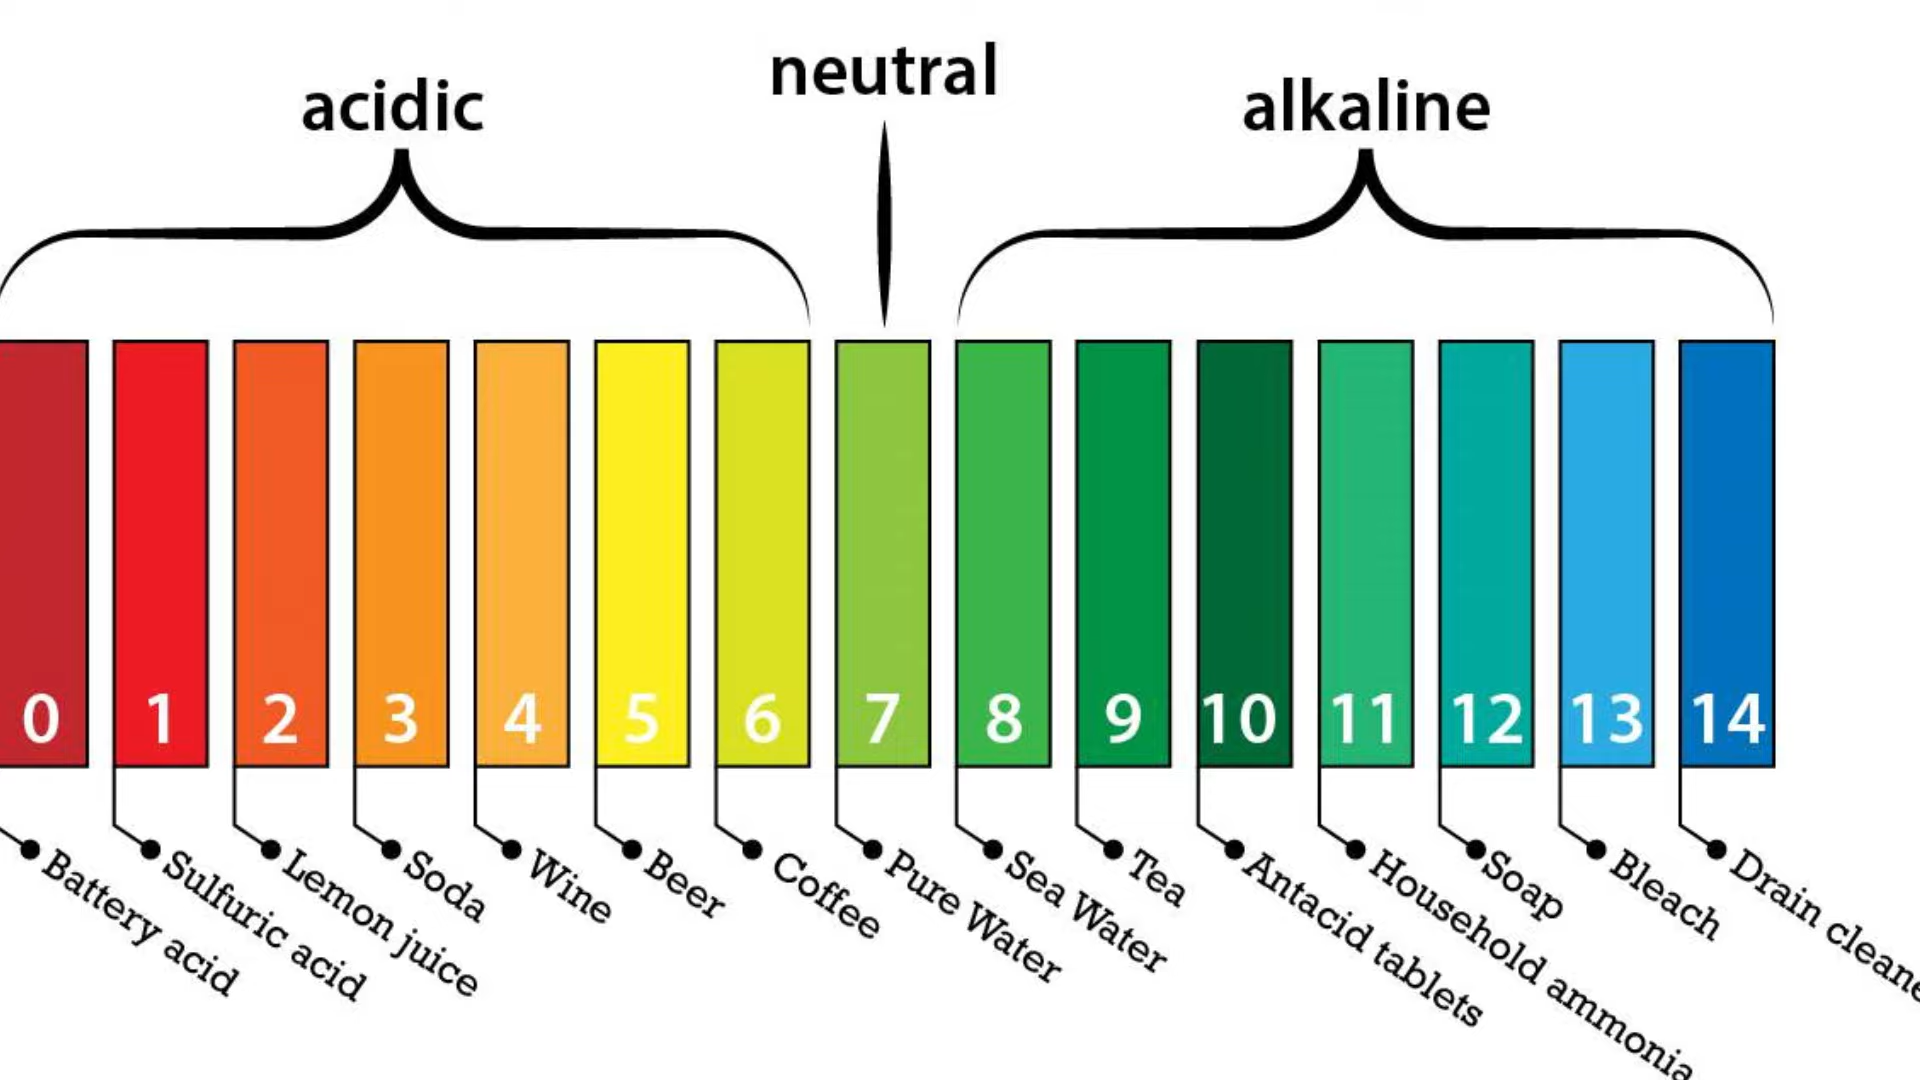 neutral
acidic
alkaline
0 1 2 3 4 5 6 7 8 9 10 11 12 13 14
Battery acid
Sulfuric acid
Lemon juice
Soda
Wine
Beer
Coffee
Pure Water
Sea Water
Tea
Antacid tablets
Household ammonia
Soap
Bleach
Drain cleane